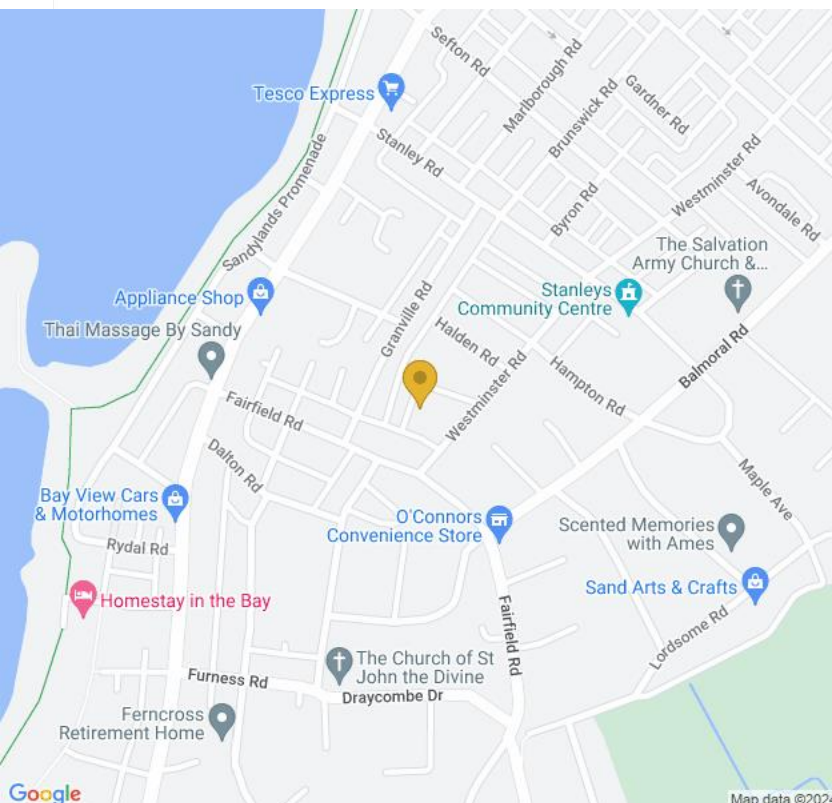 Sefton Rd
Marlborough Rd
Gardner Rd
Tesco Express
Brunswick Rd
Stanley Rd
Westminster Rd
Avondale Rd
Byron Rd
Sandylands Promenade
The Salvation
Army Church &...
Stanleys
Community Centre
Appliance Shop
Granville Rd
Thai Massage By Sandy
Halden Rd
Balmoral Rd
Westminster Rd
Hampton Rd
Fairfield Rd
Dalton Rd
Maple Ave
Bay View Cars
& Motorhomes
O'Connors
Convenience Store
Scented Memories
with Ames
Rydal Rd
Sand Arts & Crafts
Homestay in the Bay
Fairfield Rd
Lordsome Rd
The Church of St
John the Divine
Furness Rd
Draycombe Dr
Ferncross
Retirement Home
Google
Map data ©2024